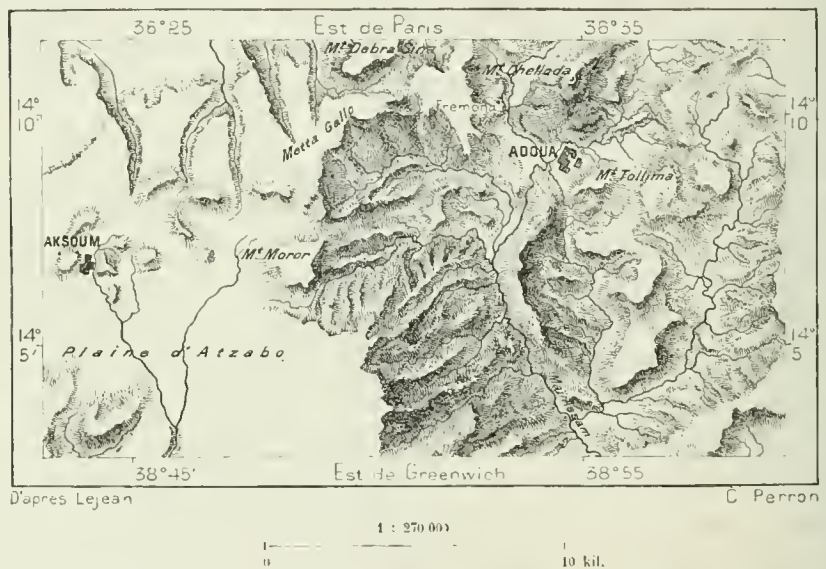 36°25 Est de Paris 36°35
Mt. Debra Sin
Mt. Chellada
14°
10'
14°
10
Fremona
Metta Gallo
ADOUA
Mt. Tollima
AKSOUM
Mt. Moror
14°
5'
14°
5
Plaine d'Atzabo
38°45' Est de Greenwich 38°55
D'après Lejean C. Perron
1 : 270 000
0 10 kil.